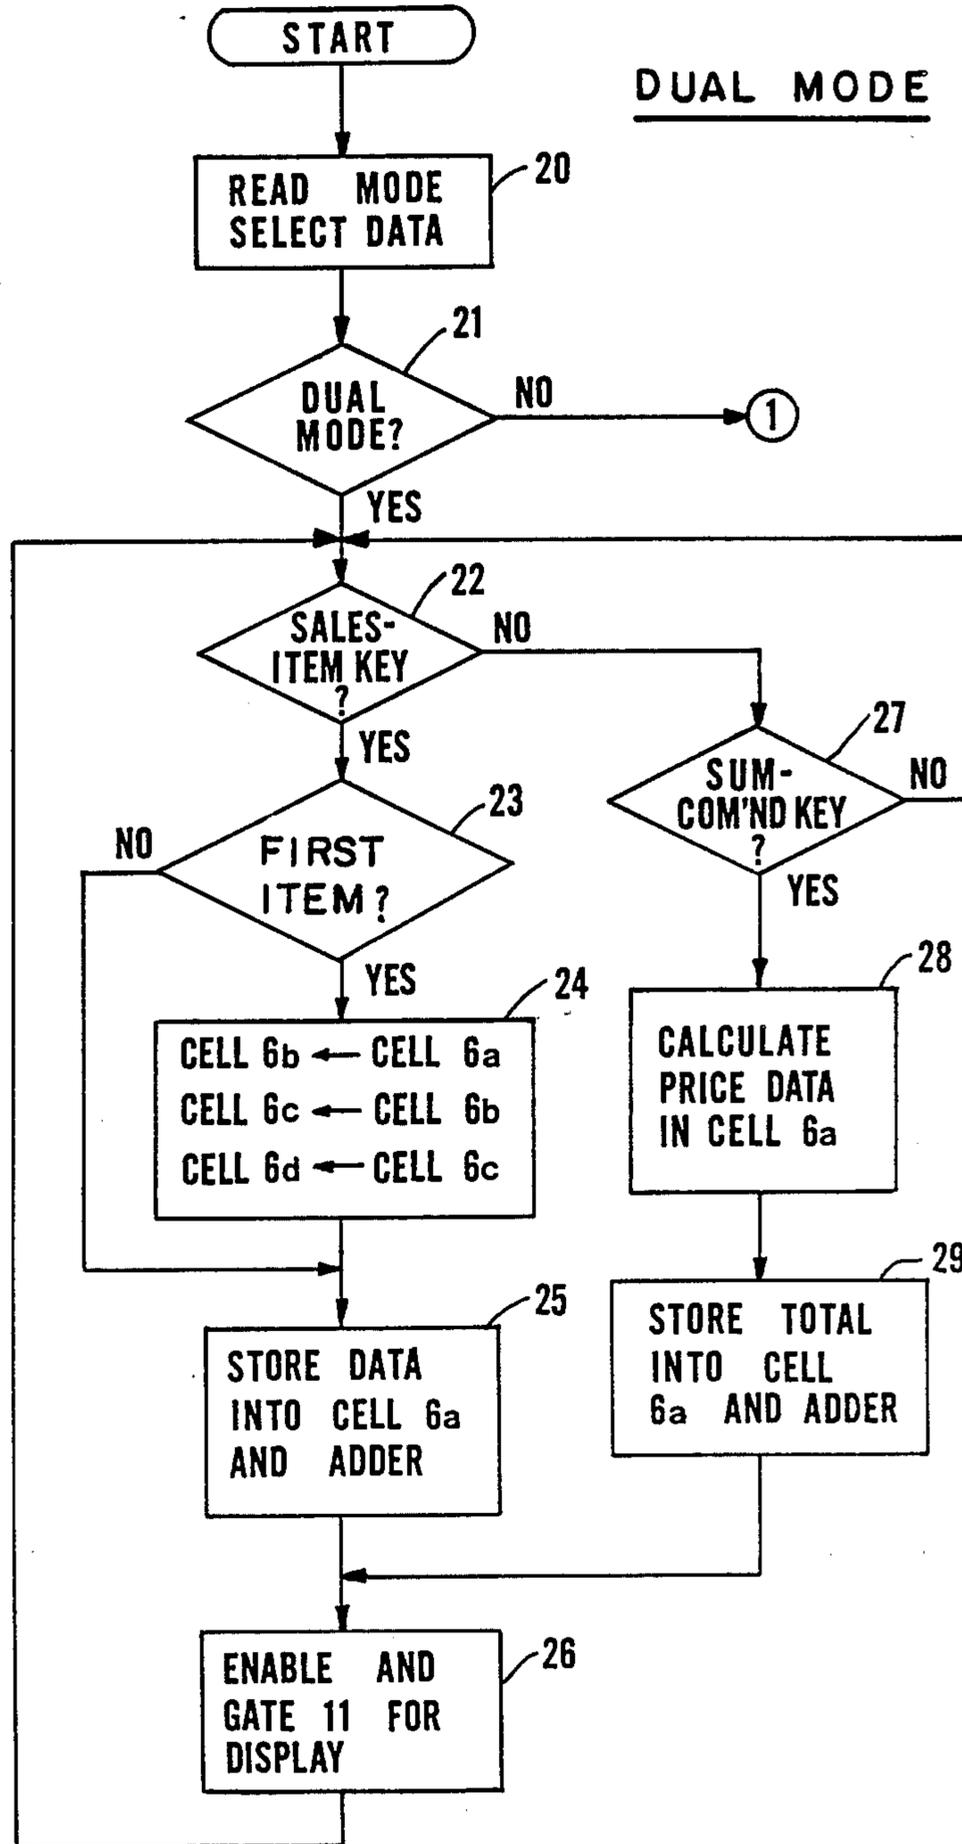 START
DUAL MODE
20
READ MODE
SELECT DATA
21
DUAL
MODE?
NO
1
YES
22
SALES-
ITEM KEY
?
NO
YES
27
SUM-
COM'ND KEY
?
NO
YES
23
FIRST
ITEM?
NO
YES
24
CELL 6b ← CELL 6a
CELL 6c ← CELL 6b
CELL 6d ← CELL 6c
28
CALCULATE
PRICE DATA
IN CELL 6a
29
STORE TOTAL
INTO CELL
6a AND ADDER
25
STORE DATA
INTO CELL 6a
AND ADDER
26
ENABLE AND
GATE 11 FOR
DISPLAY